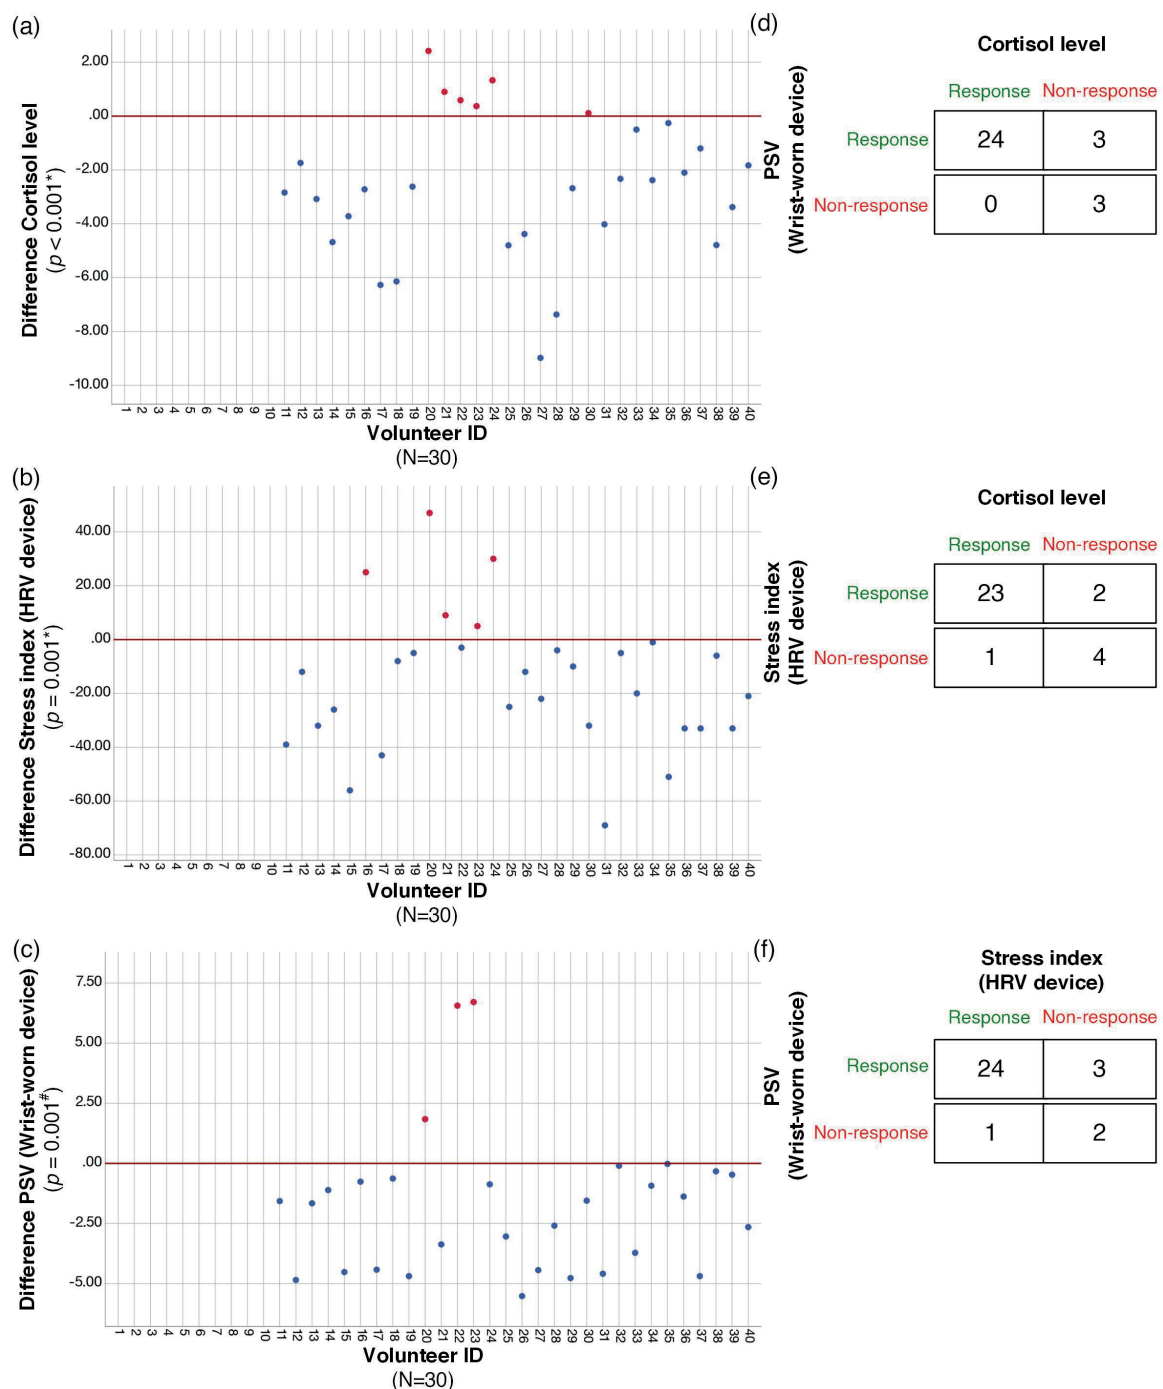 (a)
Difference Cortisol level
(p < 0.001*)
2.00
.00
-2.00
-4.00
-6.00
-8.00
-10.00
1 2 3 4 5 6 7 8 9 10 11 12 13 14 15 16 17 18 19 20 21 22 23 24 25 26 27 28 29 30 31 32 33 34 35 36 37 38 39 40
Volunteer ID
(N=30)
(d)
Cortisol level
Response Non-response
PSV
(Wrist-worn device)
Response 24 3
Non-response 0 3
(b)
Difference Stress index (HRV device)
(p = 0.001*)
40.00
20.00
.00
-20.00
-40.00
-60.00
-80.00
1 2 3 4 5 6 7 8 9 10 11 12 13 14 15 16 17 18 19 20 21 22 23 24 25 26 27 28 29 30 31 32 33 34 35 36 37 38 39 40
Volunteer ID
(N=30)
(e)
Cortisol level
Response Non-response
Stress index
(HRV device)
Response 23 2
Non-response 1 4
(c)
Difference PSV (Wrist-worn device)
(p = 0.001#)
7.50
5.00
2.50
.00
-2.50
-5.00
1 2 3 4 5 6 7 8 9 10 11 12 13 14 15 16 17 18 19 20 21 22 23 24 25 26 27 28 29 30 31 32 33 34 35 36 37 38 39 40
Volunteer ID
(N=30)
(f)
Stress index
(HRV device)
Response Non-response
PSV
(Wrist-worn device)
Response 24 3
Non-response 1 2